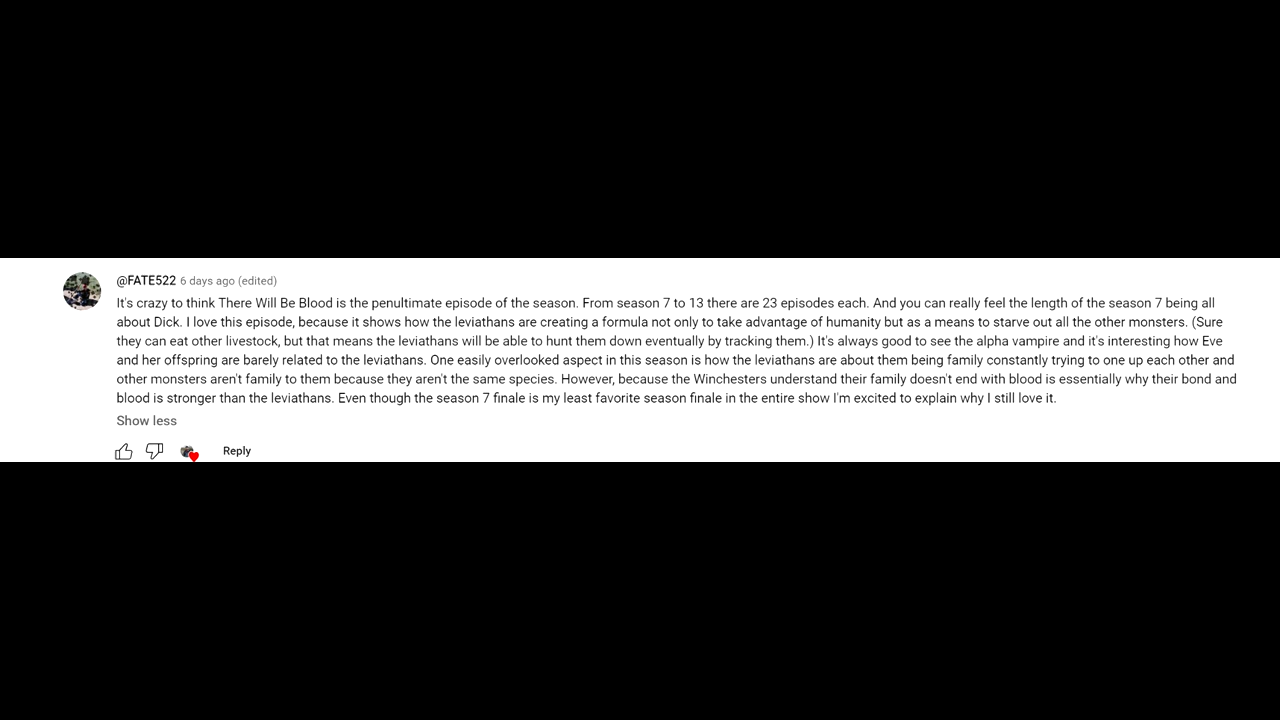 @FATE522 6 days ago (edited)
It's crazy to think There Will Be Blood is the penultimate episode of the season. From season 7 to 13 there are 23 episodes each. And you can really feel the length of the season 7 being all
about Dick. I love this episode, because it shows how the leviathans are creating a formula not only to take advantage of humanity but as a means to starve out all the other monsters. (Sure
they can eat other livestock, but that means the leviathans will be able to hunt them down eventually by tracking them.) It's always good to see the alpha vampire and it's interesting how Eve
and her offspring are barely related to the leviathans. One easily overlooked aspect in this season is how the leviathans are about them being family constantly trying to one up each other and
other monsters aren't family to them because they aren't the same species. However, because the Winchesters understand their family doesn't end with blood is essentially why their bond and
blood is stronger than the leviathans. Even though the season 7 finale is my least favorite season finale in the entire show I'm excited to explain why I still love it.
Show less
Reply